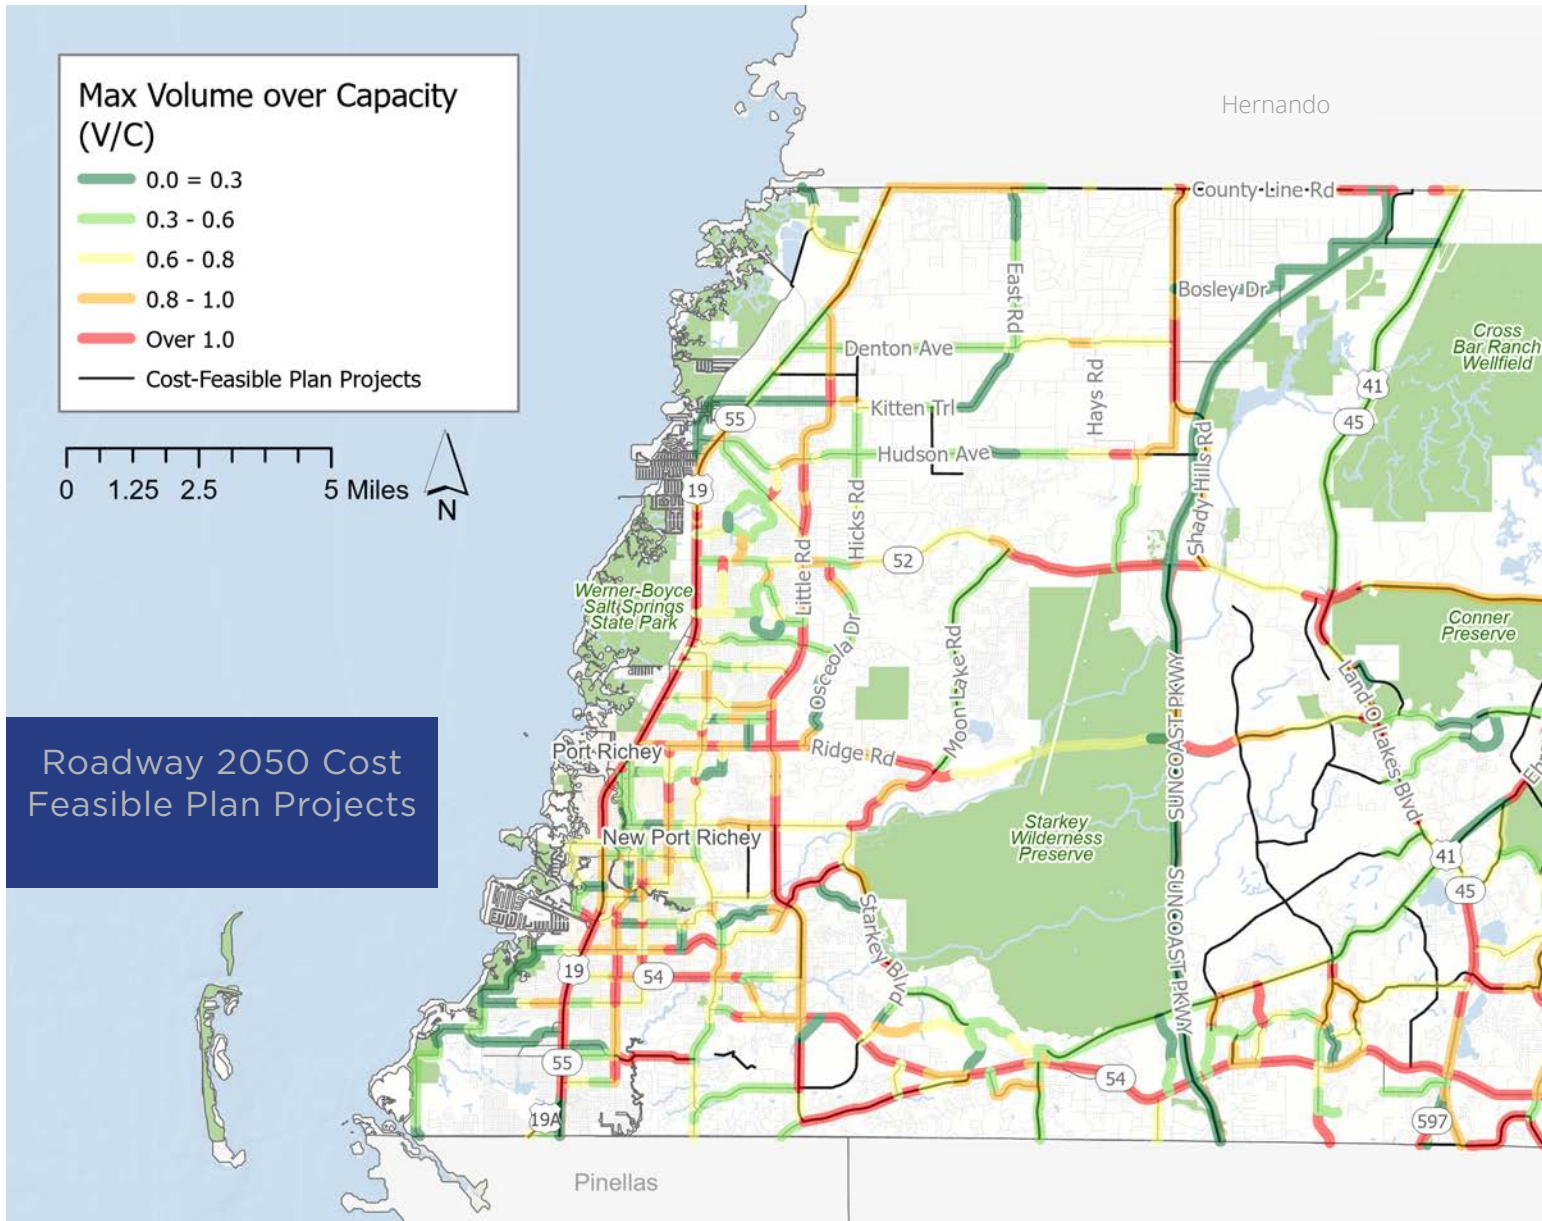 Max Volume over Capacity
(V/C)
0.0 = 0.3
0.3 - 0.6
0.6 - 0.8
0.8 - 1.0
Over 1.0
Cost-Feasible Plan Projects
0 1.25 2.5 5 Miles
N
Hernando
County Line Rd
Bosley Dr
East Rd
Cross
Bar Ranch
Wellfield
Denton Ave
Hays Rd
41
45
Kitten Trl
55
Hudson Ave
Shady Hills Rd
19
Hicks Rd
Little Rd
52
Werner-Boyce
Salt Springs
State Park
Conner
Preserve
Osceola Dr
Moon Lake Rd
SUNCOAST PKWY
Land O Lakes Blvd
Roadway 2050 Cost
Feasible Plan Projects
Port Richey
Ridge Rd
Starkey
Wilderness
Preserve
New Port Richey
41
45
Starkey Blvd
SUNCOAST PKWY
19
54
55
54
19A
597
Pinellas